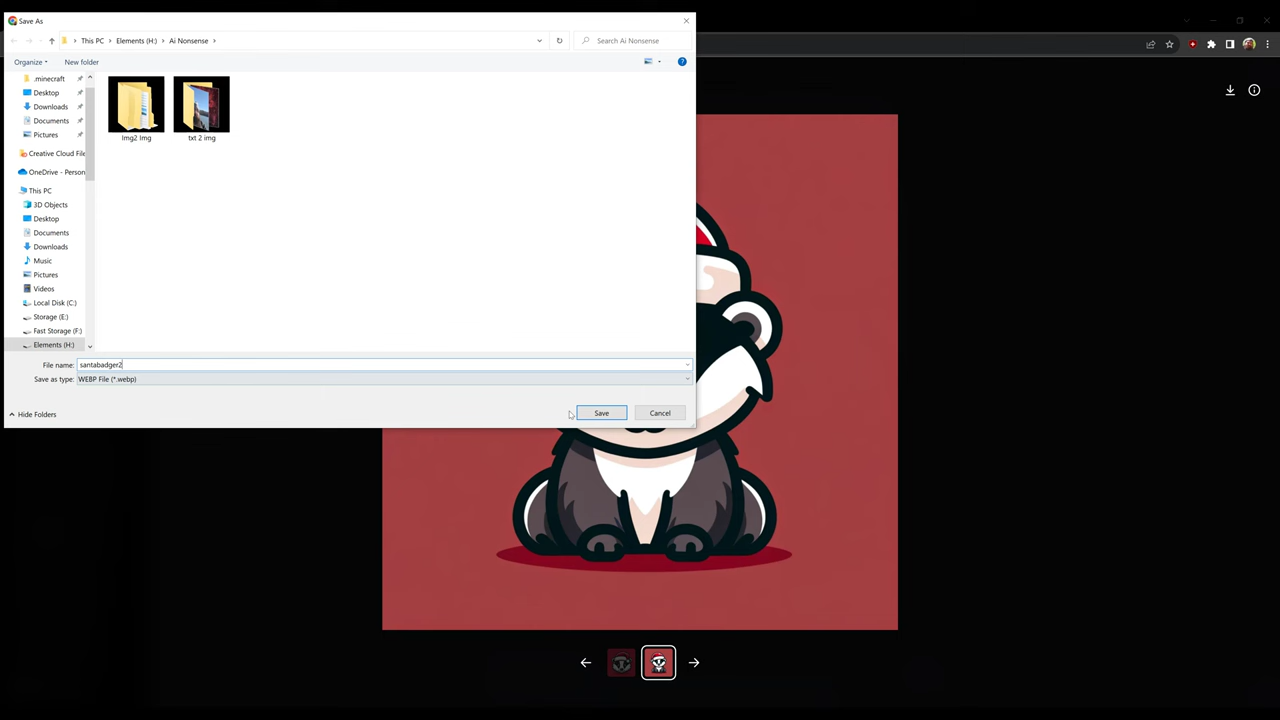 Save As
This PC
Elements (H:)
Ai Nonsense
Search Ai Nonsense
Organize
New folder
.minecraft
Desktop
Downloads
Documents
Pictures
Creative Cloud File
OneDrive - Person
This PC
3D Objects
Desktop
Documents
Downloads
Music
Pictures
Videos
Local Disk (C:)
Storage (E:)
Fast Storage (F:)
Elements (H:)
Img2 Img
txt 2 img
File name: santabadger2
Save as type: WEBP File (*.webp)
Hide Folders
Save
Cancel